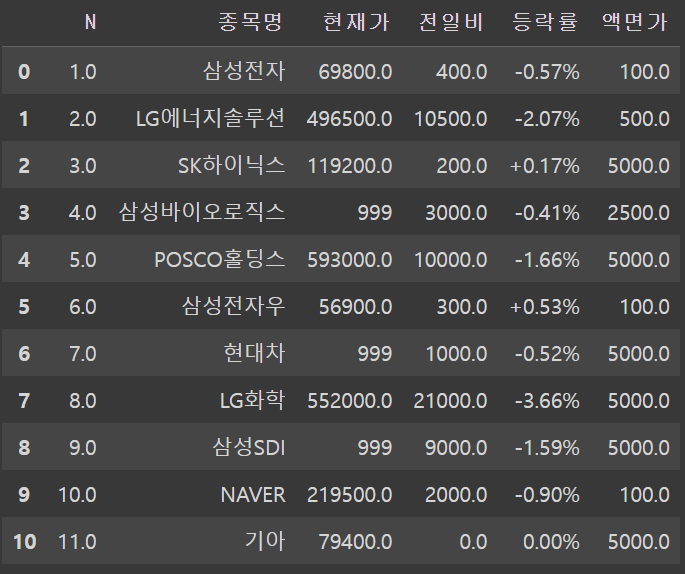 N 종목명 현재가 전일비 등락률 액면가
0 1.0 삼성전자 69800.0 400.0 -0.57% 100.0
1 2.0 LG에너지솔루션 496500.0 10500.0 -2.07% 500.0
2 3.0 SK하이닉스 119200.0 200.0 +0.17% 5000.0
3 4.0 삼성바이오로직스 999 3000.0 -0.41% 2500.0
4 5.0 POSCO홀딩스 593000.0 10000.0 -1.66% 5000.0
5 6.0 삼성전자우 56900.0 300.0 +0.53% 100.0
6 7.0 현대차 999 1000.0 -0.52% 5000.0
7 8.0 LG화학 552000.0 21000.0 -3.66% 5000.0
8 9.0 삼성SDI 999 9000.0 -1.59% 5000.0
9 10.0 NAVER 219500.0 2000.0 -0.90% 100.0
10 11.0 기아 79400.0 0.0 0.00% 5000.0